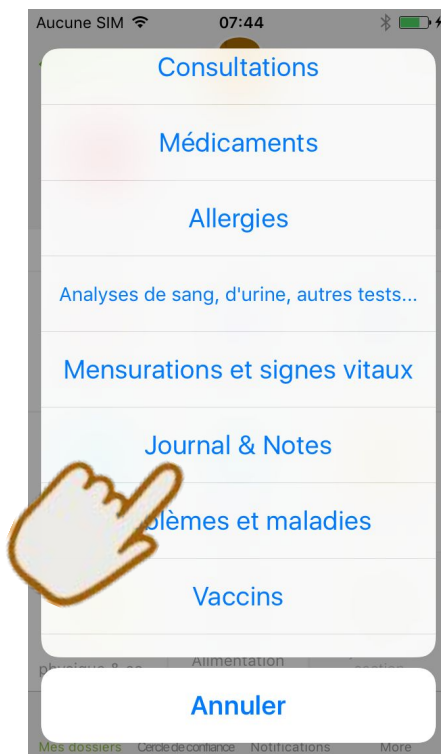 Aucune SIM 07:44
Consultations
Médicaments
Allergies
Analyses de sang, d'urine, autres tests...
Mensurations et signes vitaux
Journal & Notes
blèmes et maladies
Vaccins
Alimentation
Annuler
Mes dossiers Cercle de confiance Notifications More